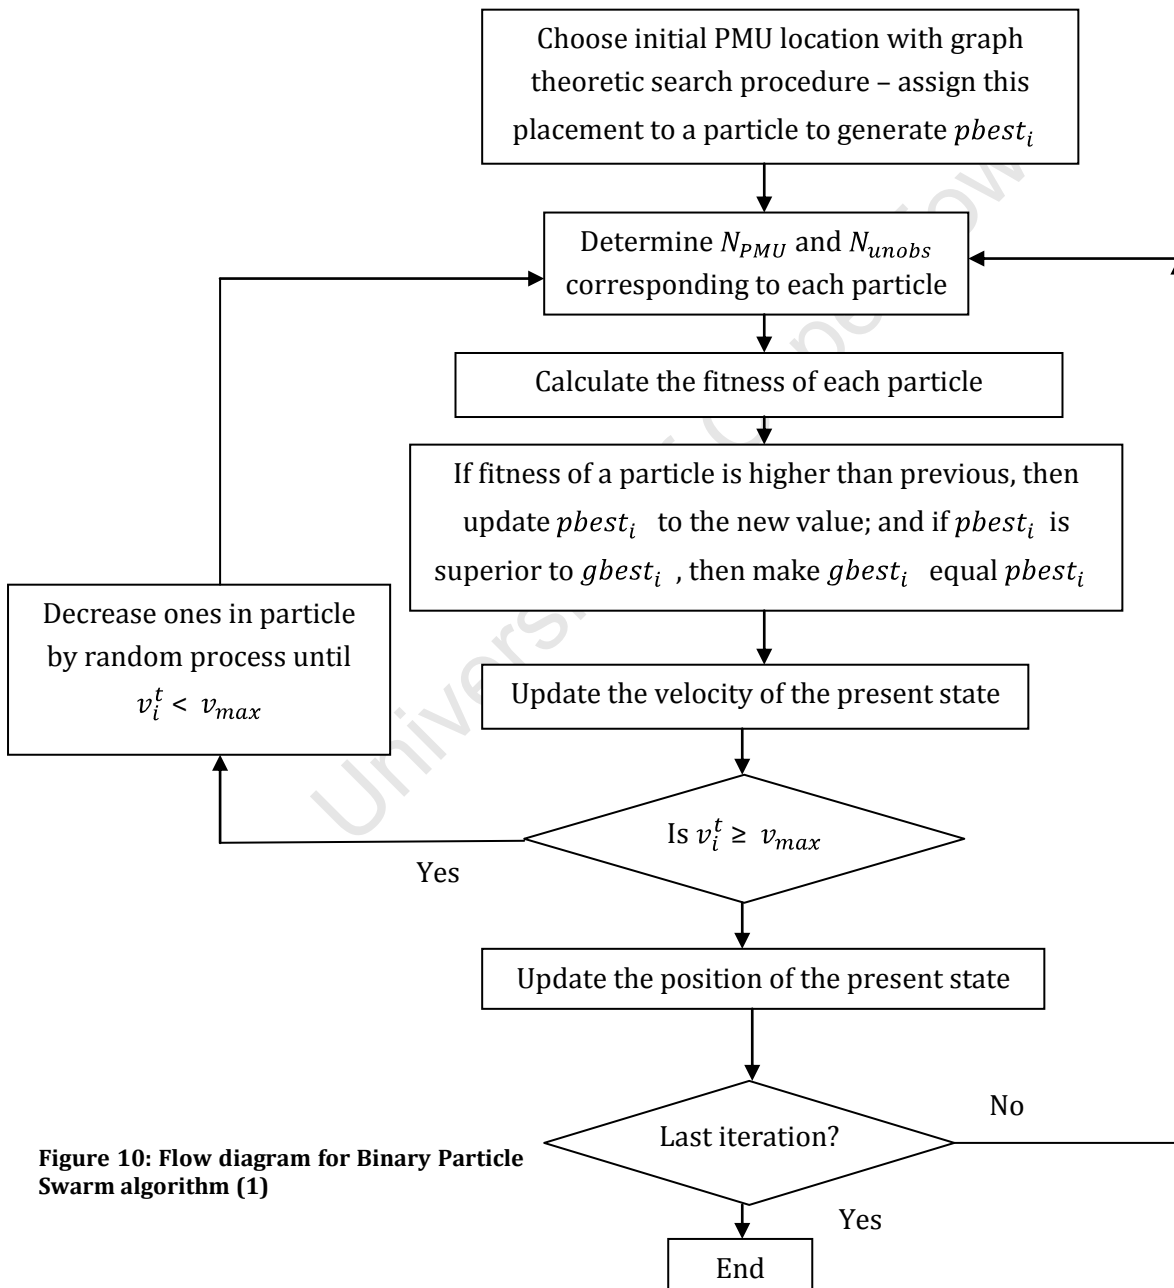 Choose initial PMU location with graph
theoretic search procedure – assign this
placement to a particle to generate pbest_i
Determine N_PMU and N_unobs
corresponding to each particle
Calculate the fitness of each particle
If fitness of a particle is higher than previous, then
update pbest_i to the new value; and if pbest_i is
superior to gbest_i , then make gbest_i equal pbest_i
Decrease ones in particle
by random process until
v_i^t < v_max
Update the velocity of the present state
Is v_i^t ≥ v_max
Yes
Update the position of the present state
Last iteration?
No
Yes
End
Figure 10: Flow diagram for Binary Particle
Swarm algorithm (1)